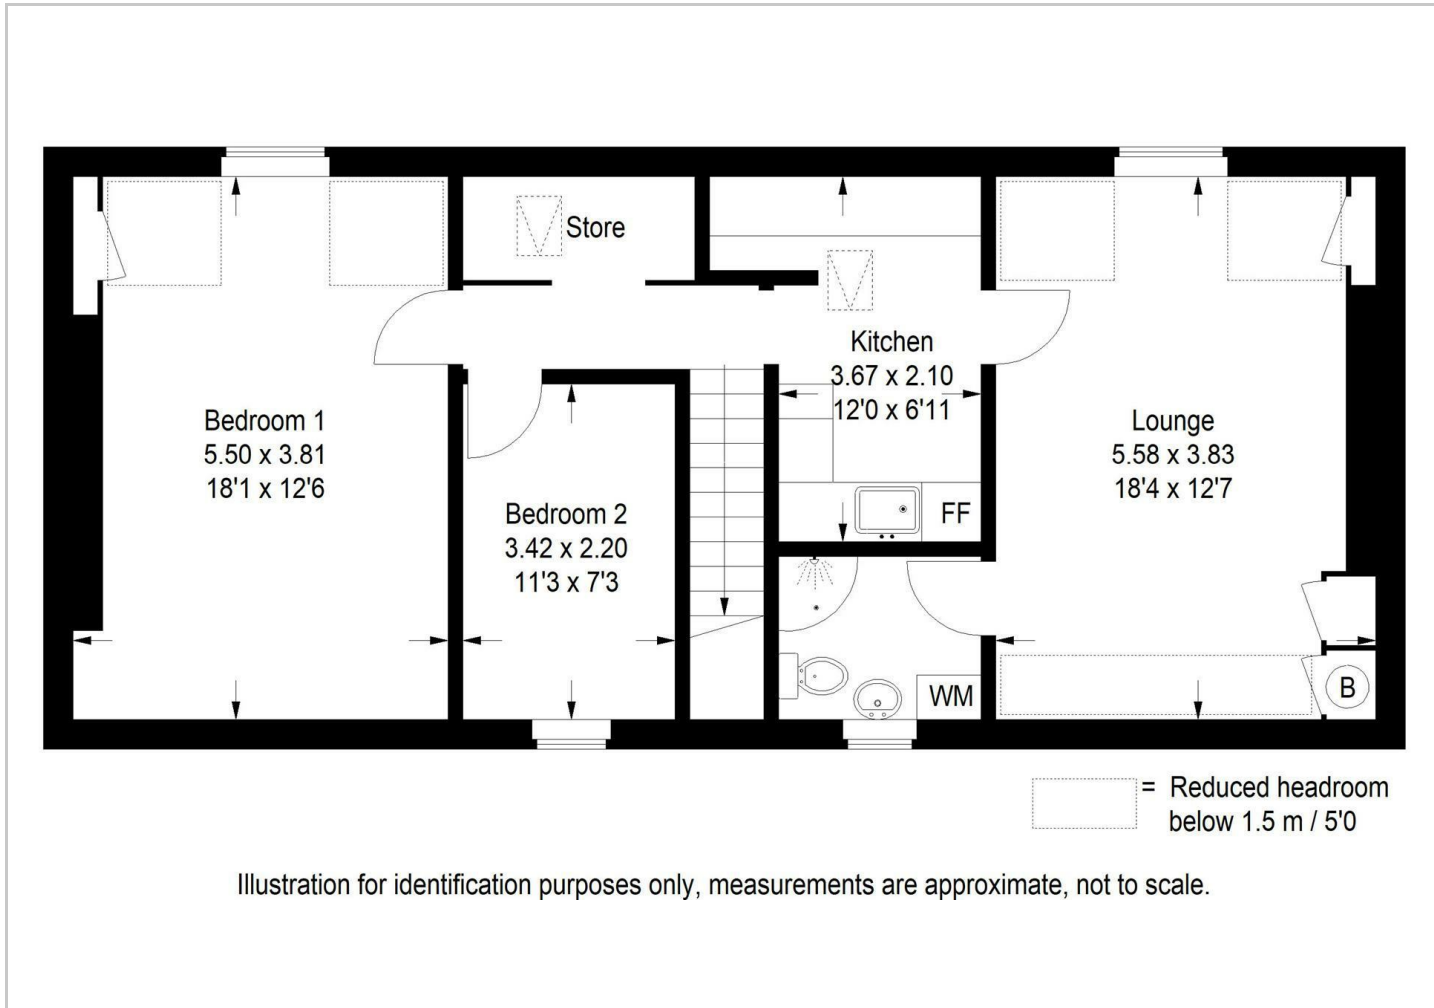 Store
Kitchen
3.67 x 2.10
12'0 x 6'11
Bedroom 1
5.50 x 3.81
18'1 x 12'6
Lounge
5.58 x 3.83
18'4 x 12'7
Bedroom 2
3.42 x 2.20
11'3 x 7'3
FF
WM
B
= Reduced headroom
below 1.5 m / 5'0
Illustration for identification purposes only, measurements are approximate, not to scale.